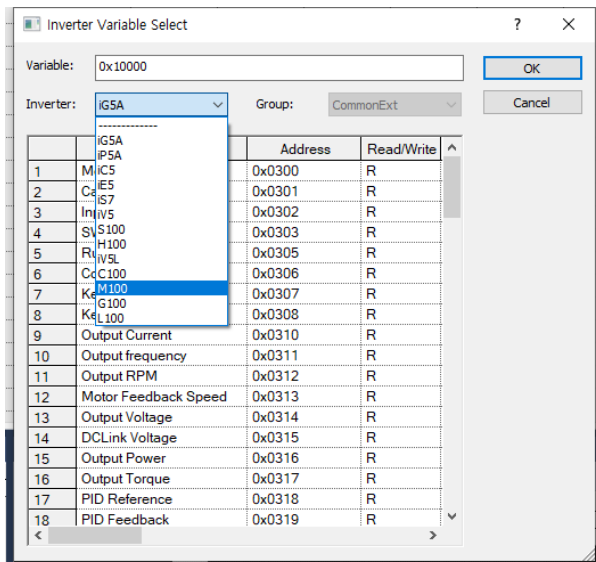 Inverter Variable Select
?
Variable: 0x10000
OK
Inverter: iG5A Group: CommonExt
Cancel
-------------
iG5A
iP5A
iC5
iE5
iS7
iV5
S100
H100
iV5L
C100
M100
G100
L100
Address Read/Write
1 0x0300 R
2 0x0301 R
3 0x0302 R
4 0x0303 R
5 0x0305 R
6 0x0306 R
7 0x0307 R
8 0x0308 R
9 Output Current 0x0310 R
10 Output frequency 0x0311 R
11 Output RPM 0x0312 R
12 Motor Feedback Speed 0x0313 R
13 Output Voltage 0x0314 R
14 DCLink Voltage 0x0315 R
15 Output Power 0x0316 R
16 Output Torque 0x0317 R
17 PID Reference 0x0318 R
18 PID Feedback 0x0319 R